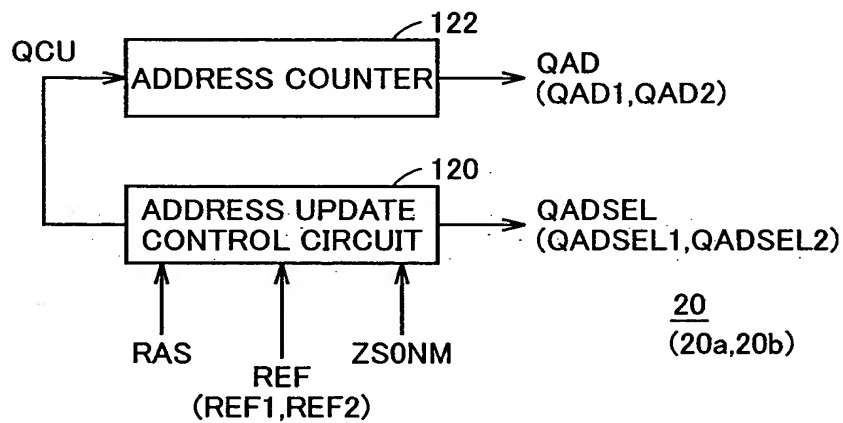 122
QCU
ADDRESS COUNTER
QAD
(QAD1,QAD2)
120
ADDRESS UPDATE
CONTROL CIRCUIT
QADSEL
(QADSEL1,QADSEL2)
RAS
REF
(REF1,REF2)
ZS0NM
20
(20a,20b)